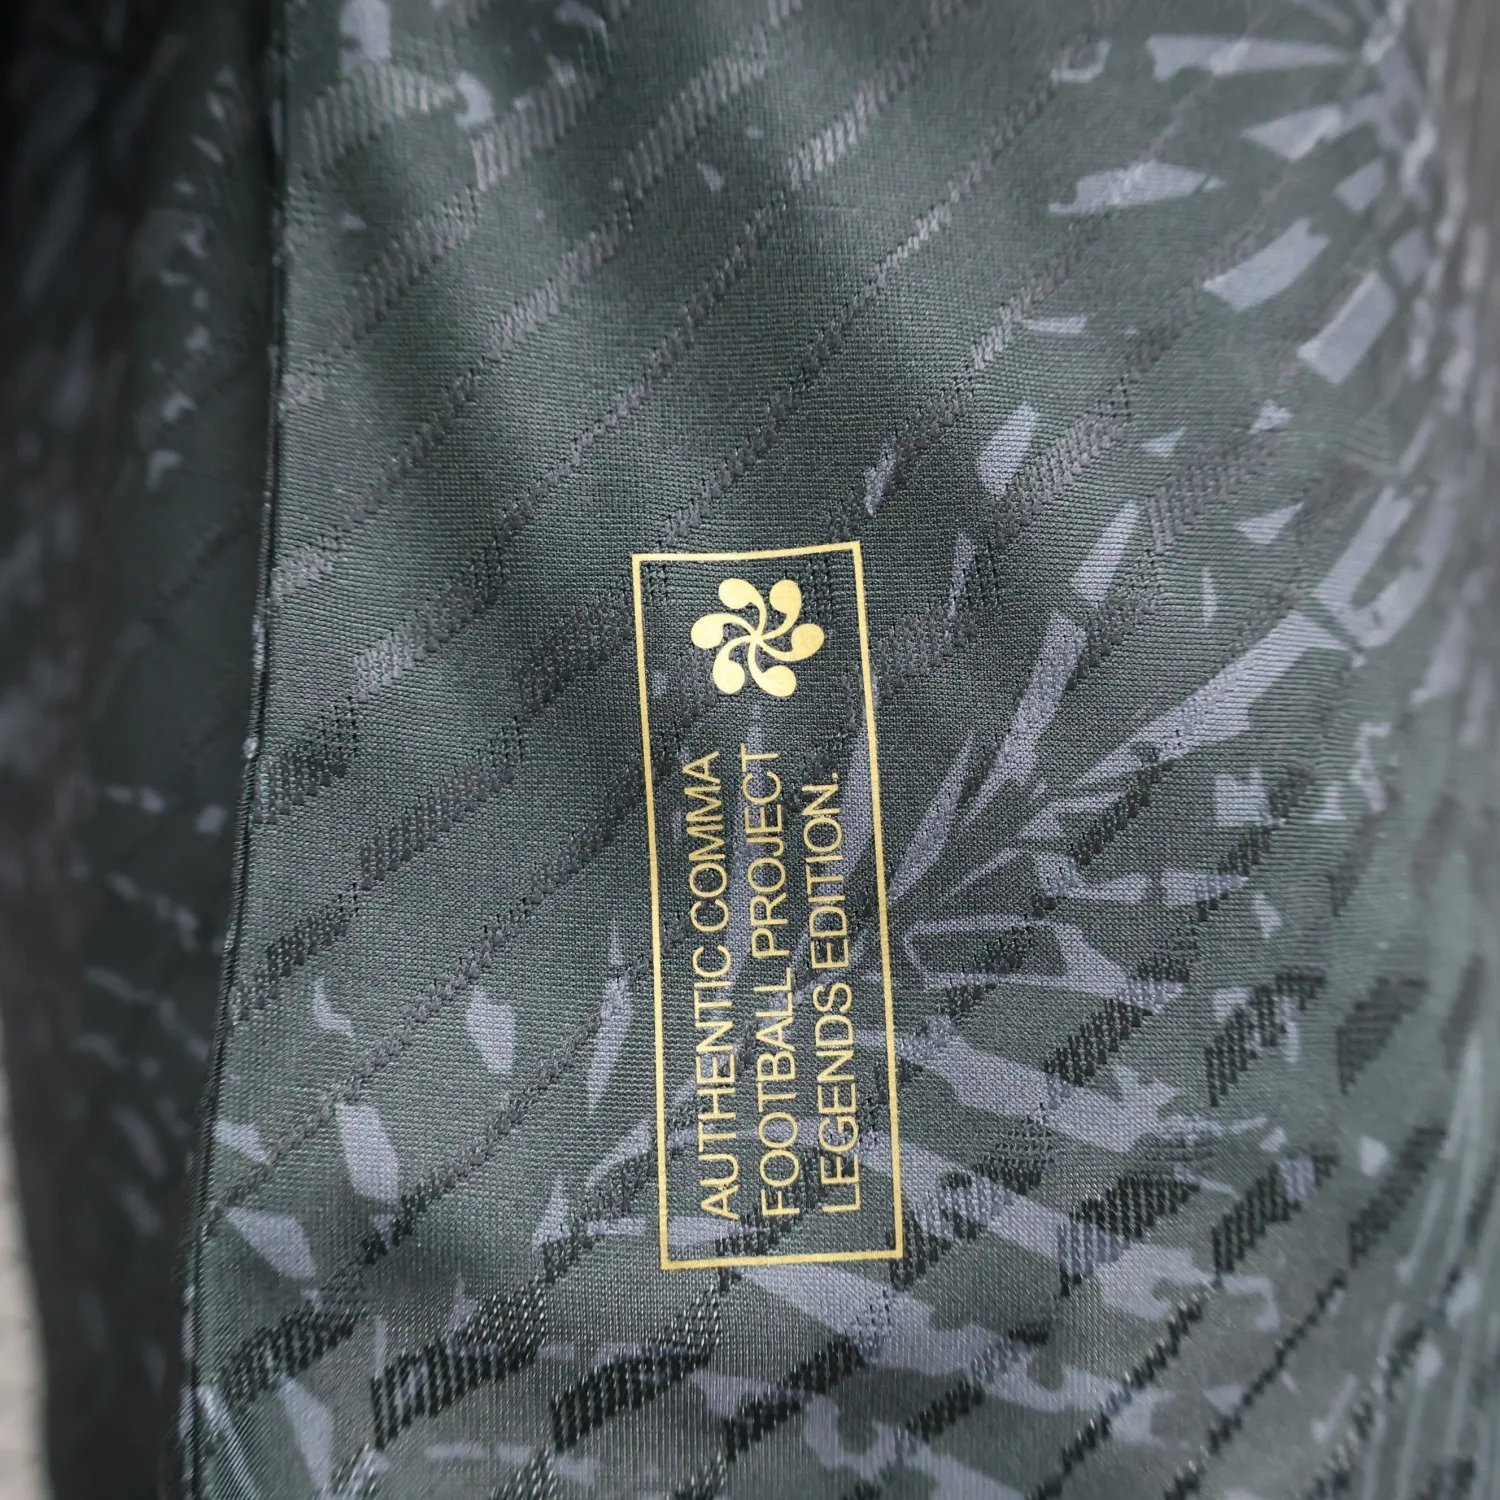 AUTHENTIC COMMA
FOOTBALL PROJECT
LEGENDS EDITION.